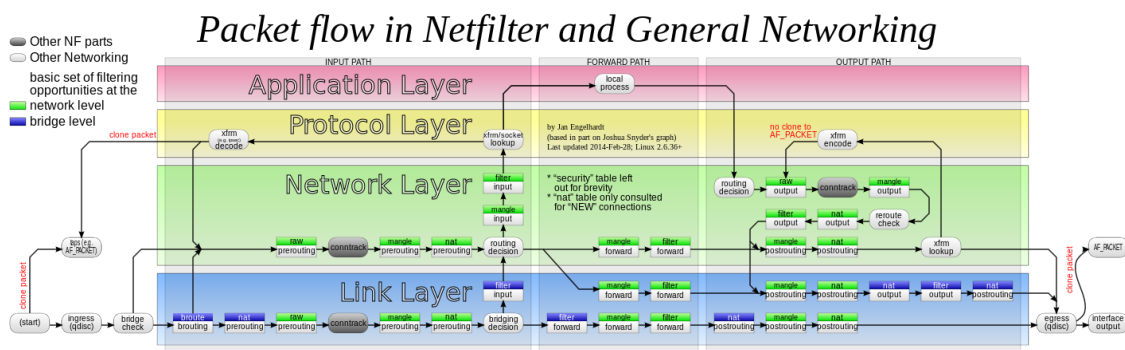 Packet flow in Netfilter and General Networking
Other NF parts
Other Networking
basic set of filtering
opportunities at the
network level
bridge level
INPUT PATH
FORWARD PATH
OUTPUT PATH
Application Layer
local
process
Protocol Layer
clone packet
xfrm
(e.g. ipsec)
decode
xfrm/socket
lookup
by Jan Engelhardt
(based in part on Joshua Snyder's graph)
Last updated 2014-Feb-28; Linux 2.6.36+
no clone to
AF_PACKET
xfrm
encode
Network Layer
filter
input
mangle
input
* "security" table left
out for brevity
* "nat" table only consulted
for "NEW" connections
routing
decision
raw
output
conntrack
mangle
output
filter
output
nat
output
reroute
check
taps (e.g.
AF_PACKET)
raw
prerouting
conntrack
mangle
prerouting
nat
prerouting
routing
decision
mangle
forward
filter
forward
mangle
postrouting
nat
postrouting
xfrm
lookup
AF_PACKET
clone packet
clone packet
Link Layer
filter
input
mangle
forward
filter
forward
mangle
postrouting
nat
postrouting
nat
output
filter
output
nat
postrouting
(start)
ingress
(qdisc)
bridge
check
broute
brouting
nat
prerouting
raw
prerouting
conntrack
mangle
prerouting
nat
prerouting
bridging
decision
filter
forward
mangle
forward
filter
forward
nat
postrouting
mangle
postrouting
nat
postrouting
egress
(qdisc)
interface
output